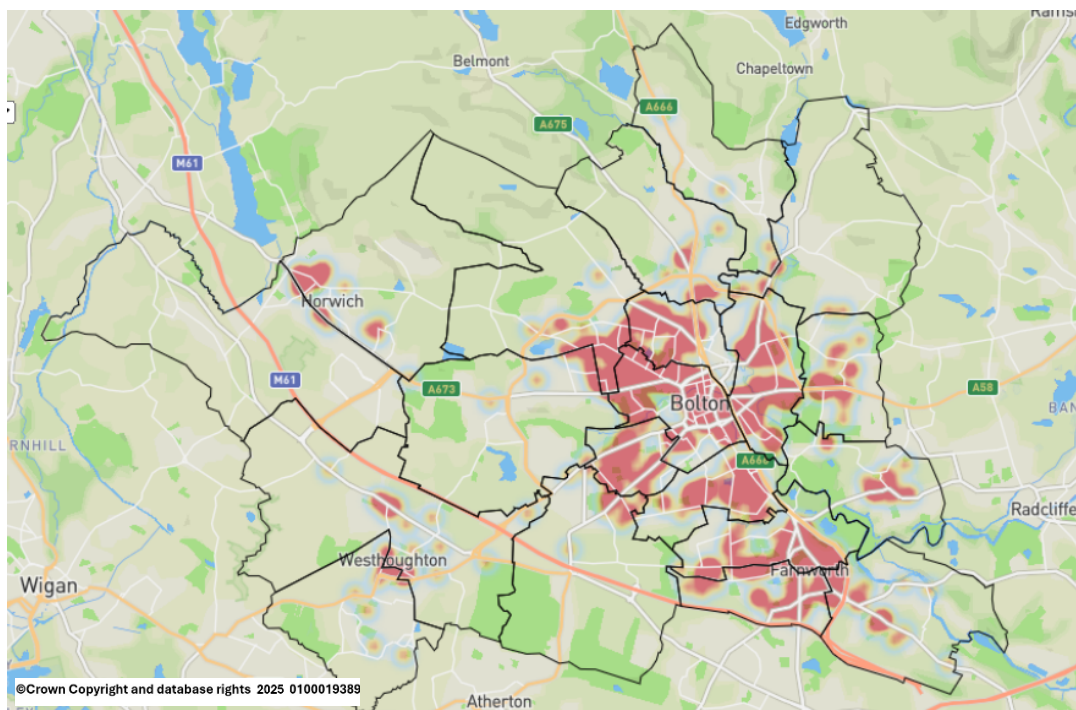 Edgworth
Belmont
Chapeltown
A666
A675
M61
Horwich
M61
A673
A58
Bolton
RNHILL
BAN
A666
Radcliffe
Westhoughton
Farnworth
Wigan
©Crown Copyright and database rights 2025 0100019389
Atherton